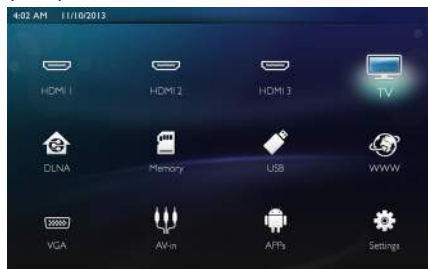 4:02 AM 11/10/2013
HDMI 1 HDMI 2 HDMI 3 TV
DLNA Memory USB WWW
VGA AV-in APPs Settings